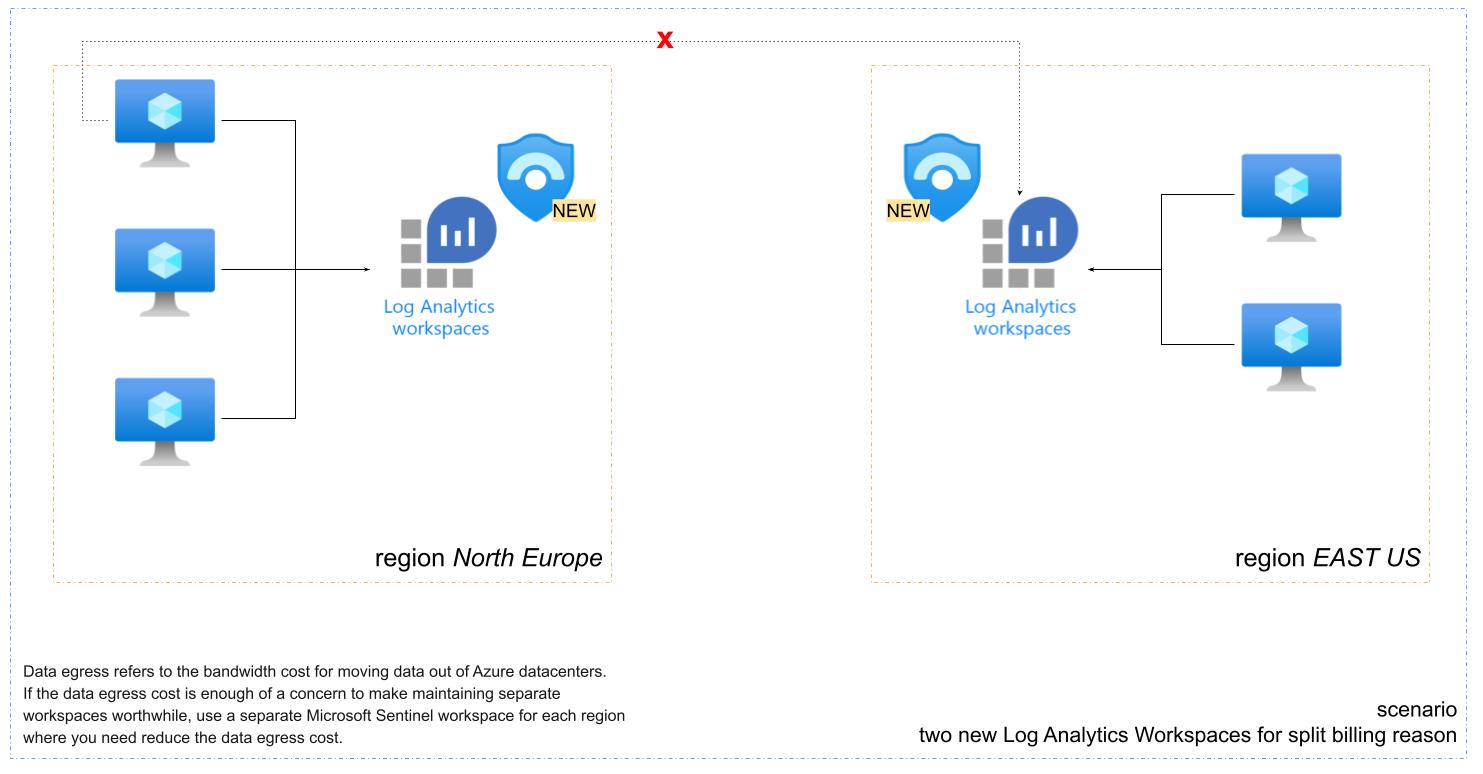 X
NEW
NEW
Log Analytics
workspaces
Log Analytics
workspaces
region North Europe
region EAST US
Data egress refers to the bandwidth cost for moving data out of Azure datacenters.
If the data egress cost is enough of a concern to make maintaining separate
workspaces worthwhile, use a separate Microsoft Sentinel workspace for each region
where you need reduce the data egress cost.
scenario
two new Log Analytics Workspaces for split billing reason